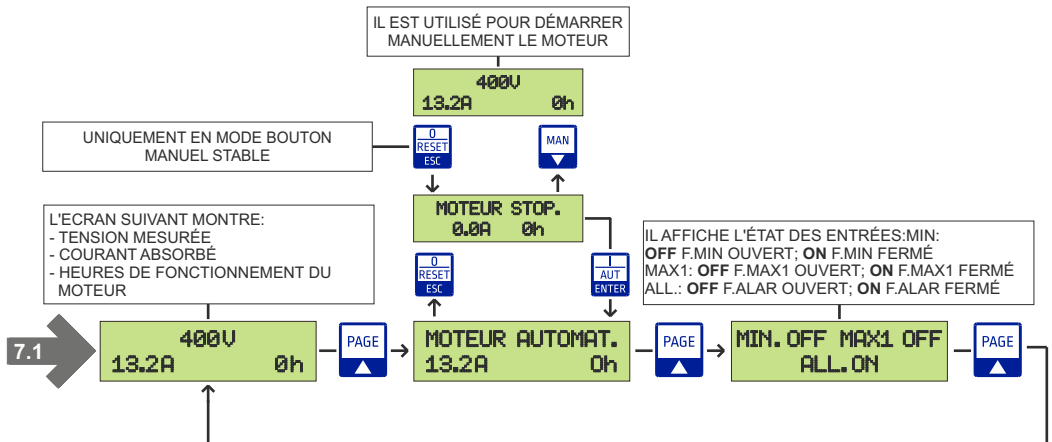 IL EST UTILISÉ POUR DÉMARRER
MANUELLEMENT LE MOTEUR
400V
13.2A 0h
UNIQUEMENT EN MODE BOUTON
MANUEL STABLE
0
RESET
ESC
MAN
MOTEUR STOP.
0.0A 0h
L'ECRAN SUIVANT MONTRE:
- TENSION MESURÉE
- COURANT ABSORBÉ
- HEURES DE FONCTIONNEMENT DU
MOTEUR
0
RESET
ESC
I
AUT
ENTER
IL AFFICHE L'ÉTAT DES ENTRÉES:MIN:
OFF F.MIN OUVERT; ON F.MIN FERMÉ
MAX1: OFF F.MAX1 OUVERT; ON F.MAX1 FERMÉ
ALL.: OFF F.ALAR OUVERT; ON F.ALAR FERMÉ
7.1
400V
13.2A 0h
PAGE
MOTEUR AUTOMAT.
13.2A 0h
PAGE
MIN.OFF MAX1 OFF
ALL.ON
PAGE